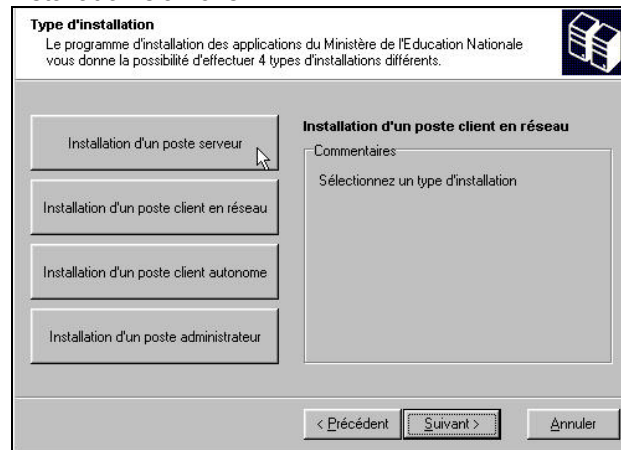 Type d'installation
Le programme d'installation des applications du Ministère de l'Education Nationale
vous donne la possibilité d'effectuer 4 types d'installations différents.
Installation d'un poste serveur
Installation d'un poste client en réseau
Installation d'un poste client autonome
Installation d'un poste administrateur
Installation d'un poste client en réseau
Commentaires
Sélectionnez un type d'installation
< Précédent
Suivant >
Annuler